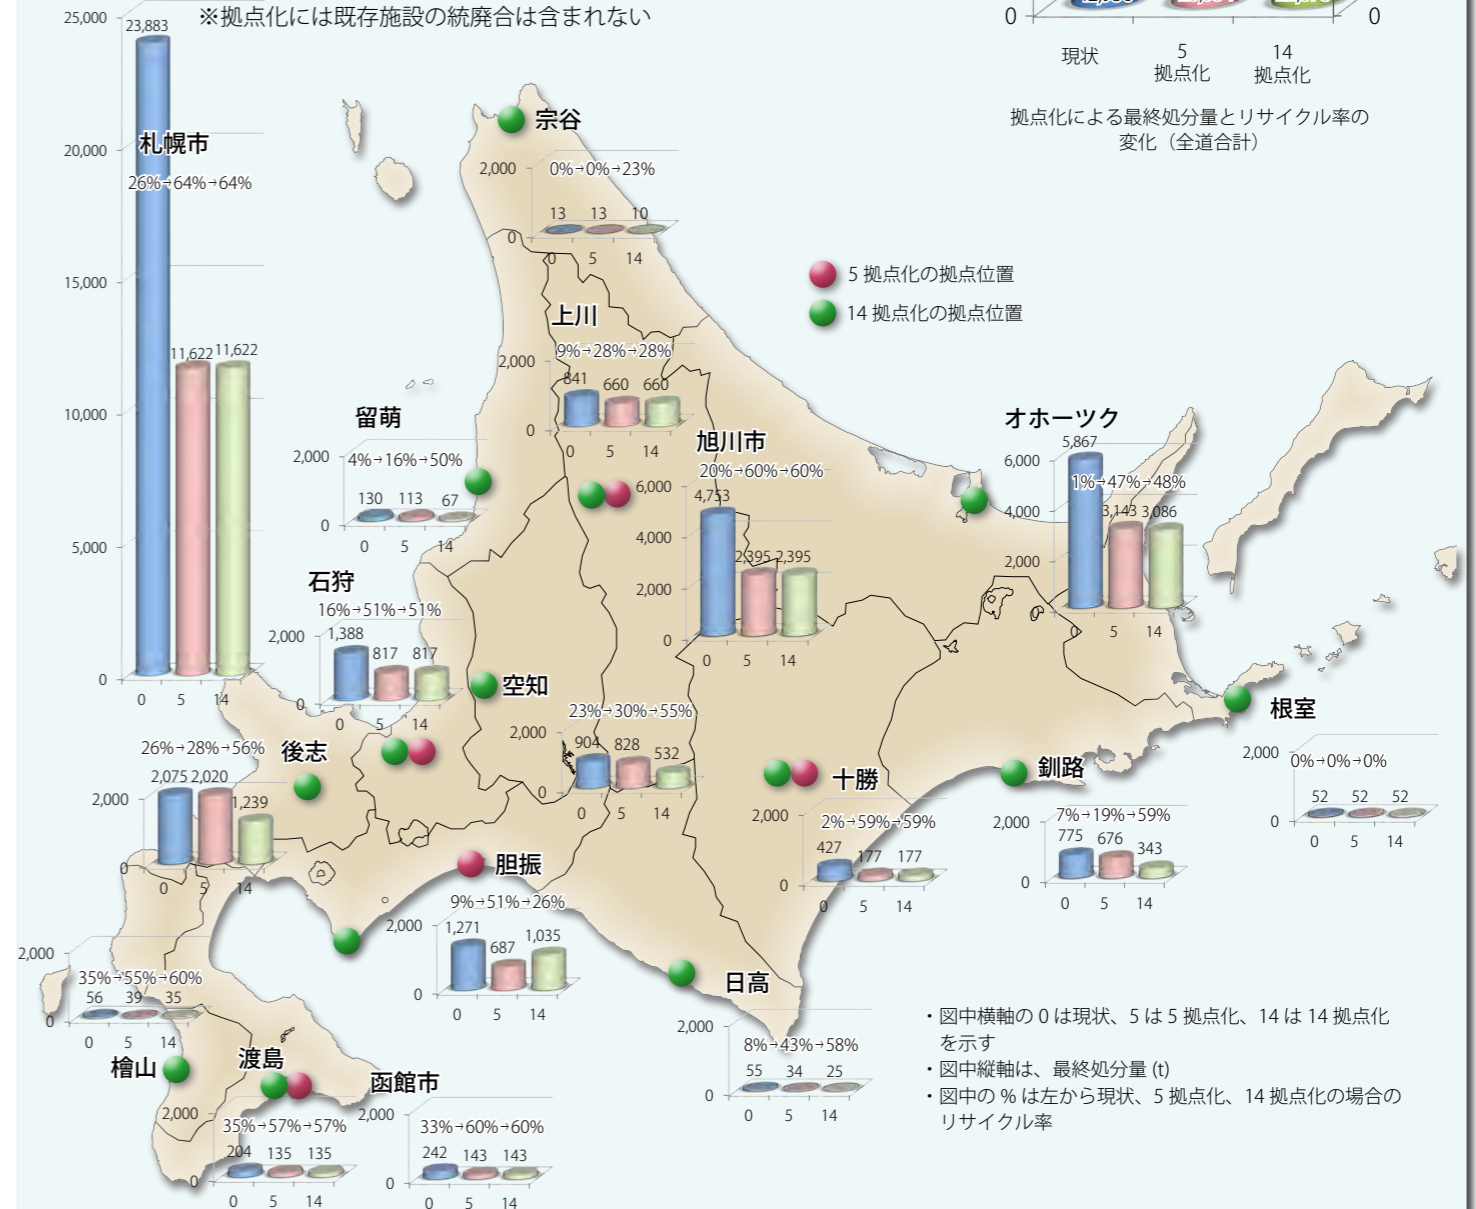 ※拠点化には既存施設の統廃合は含まれない
25,000
20,000
15,000
10,000
5,000
0
23,883
札幌市
26%→64%→64%
11,622
11,622
0 5 14
0
0
現状
5
拠点化
14
拠点化
拠点化による最終処分量とリサイクル率の
変化（全道合計）
宗谷
2,000
0%→0%→23%
13 13 10
0
0 5 14
5 拠点化の拠点位置
14 拠点化の拠点位置
上川
9%→28%→28%
2,000
841 660 660
0
0 5 14
留萌
2,000
4%→16%→50%
130 113 67
0
0 5 14
旭川市
20%→60%→60%
6,000
4,753
4,000
2,395 2,395
2,000
0
0 5 14
オホーツク
5,867
6,000
1%→47%→48%
4,000
3,143 3,086
2,000
0 5 14
石狩
16%→51%→51%
2,000
1,388
817 817
0
0 5 14
空知
23%→30%→55%
2,000
904 828 532
0
0 5 14
根室
2,000
0%→0%→0%
52 52 52
0
0 5 14
後志
26%→28%→56%
2,075 2,020
2,000
1,239
0
0 5 14
十勝
2,000
2%→59%→59%
427 177 177
0
0 5 14
釧路
7%→19%→59%
2,000
775 676 343
0
0 5 14
胆振
9%→51%→26%
2,000
1,271 687 1,035
0
0 5 14
2,000
35%→55%→60%
56 39 35
0
0 5 14
檜山
日高
2,000
8%→43%→58%
55 34 25
0
0 5 14
渡島
2,000
35%→57%→57%
204 135 135
0
0 5 14
函館市
2,000
33%→60%→60%
242 143 143
0
0 5 14
・図中横軸の 0 は現状、5 は 5 拠点化、14 は 14 拠点化
を示す
・図中縦軸は、最終処分量 (t)
・図中の % は左から現状、5 拠点化、14 拠点化の場合の
リサイクル率